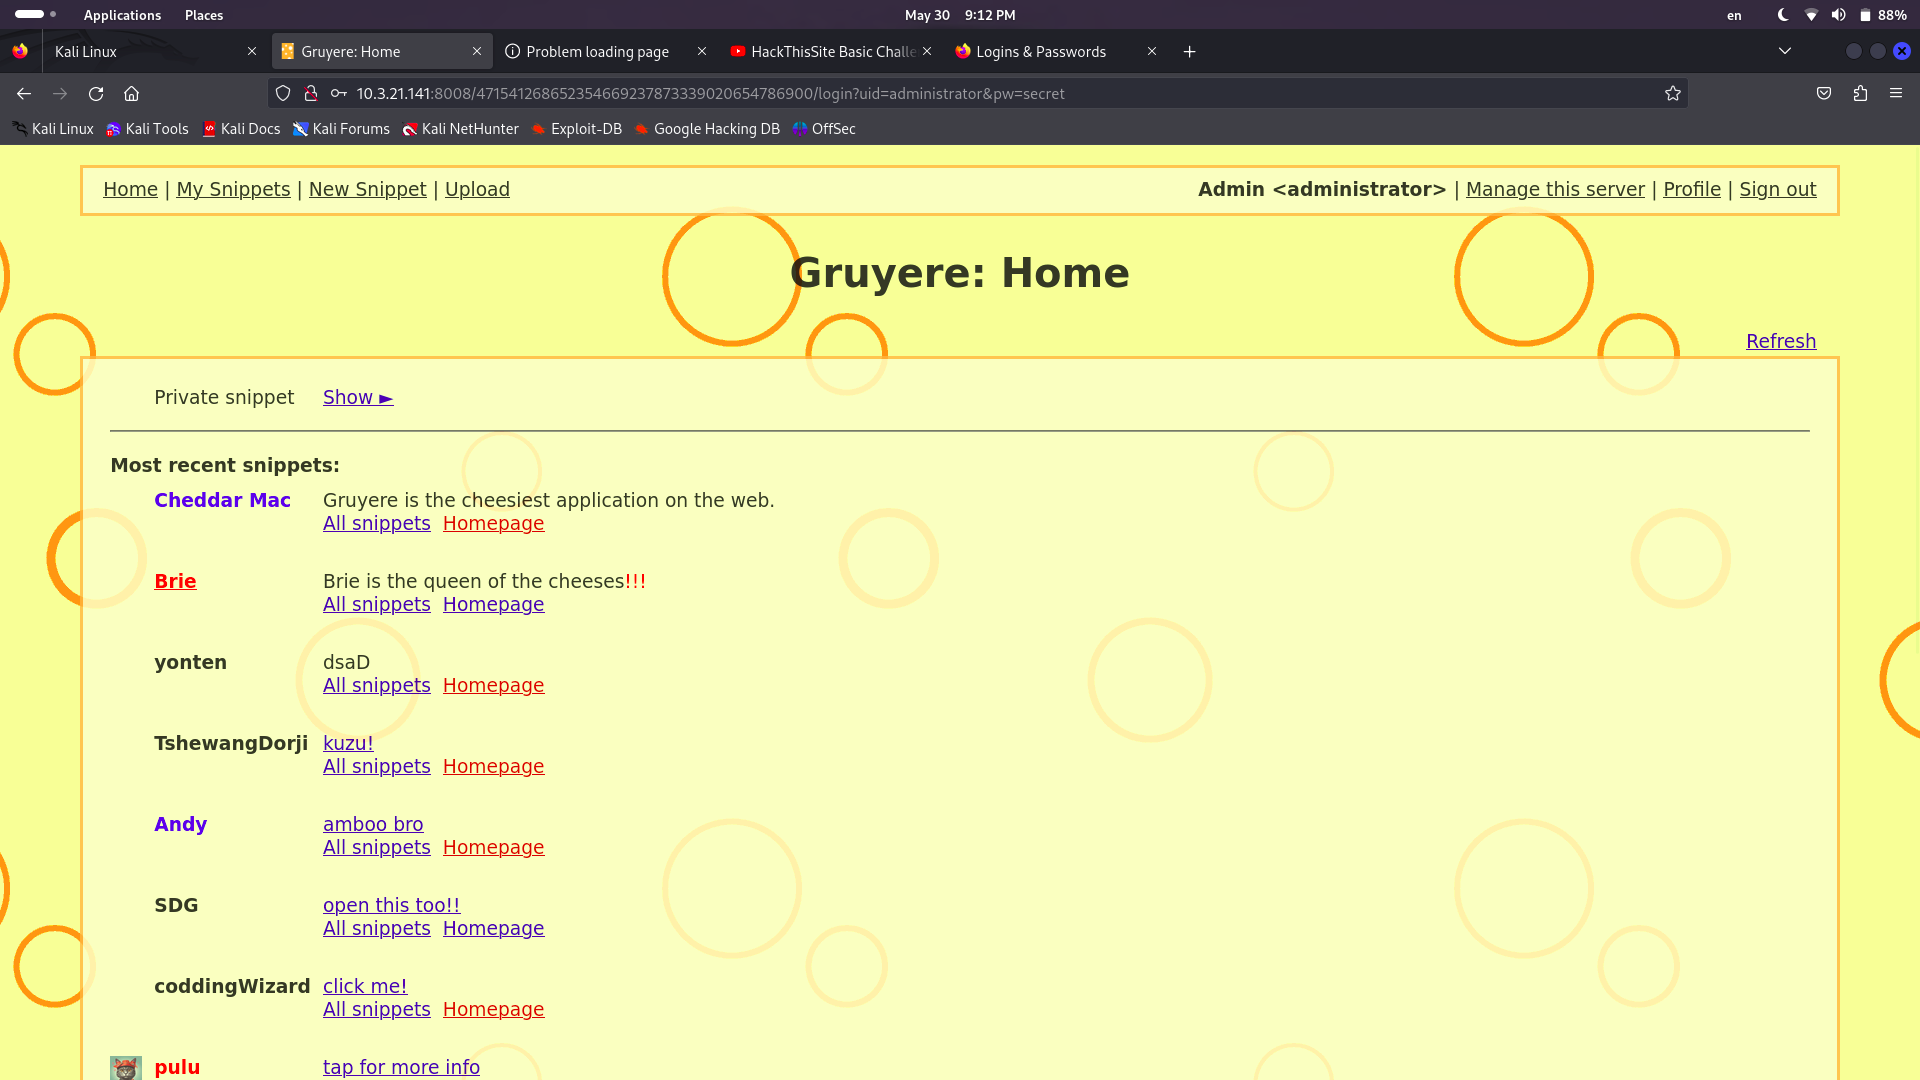 Applications Places May 30 9:12 PM en 88%
Kali Linux Gruyere: Home Problem loading page HackThisSite Basic Challe Logins & Passwords
10.3.21.141:8008/471541268652354669237873339020654786900/login?uid=administrator&pw=secret
Kali Linux Kali Tools Kali Docs Kali Forums Kali NetHunter Exploit-DB Google Hacking DB OffSec
Home | My Snippets | New Snippet | Upload Admin <administrator> | Manage this server | Profile | Sign out
Gruyere: Home
Refresh
Private snippet Show ►
Most recent snippets:
Cheddar Mac Gruyere is the cheesiest application on the web.
All snippets Homepage
Brie Brie is the queen of the cheeses!!!
All snippets Homepage
yonten dsaD
All snippets Homepage
TshewangDorji kuzu!
All snippets Homepage
Andy amboo bro
All snippets Homepage
SDG open this too!!
All snippets Homepage
coddingWizard click me!
All snippets Homepage
pulu tap for more info